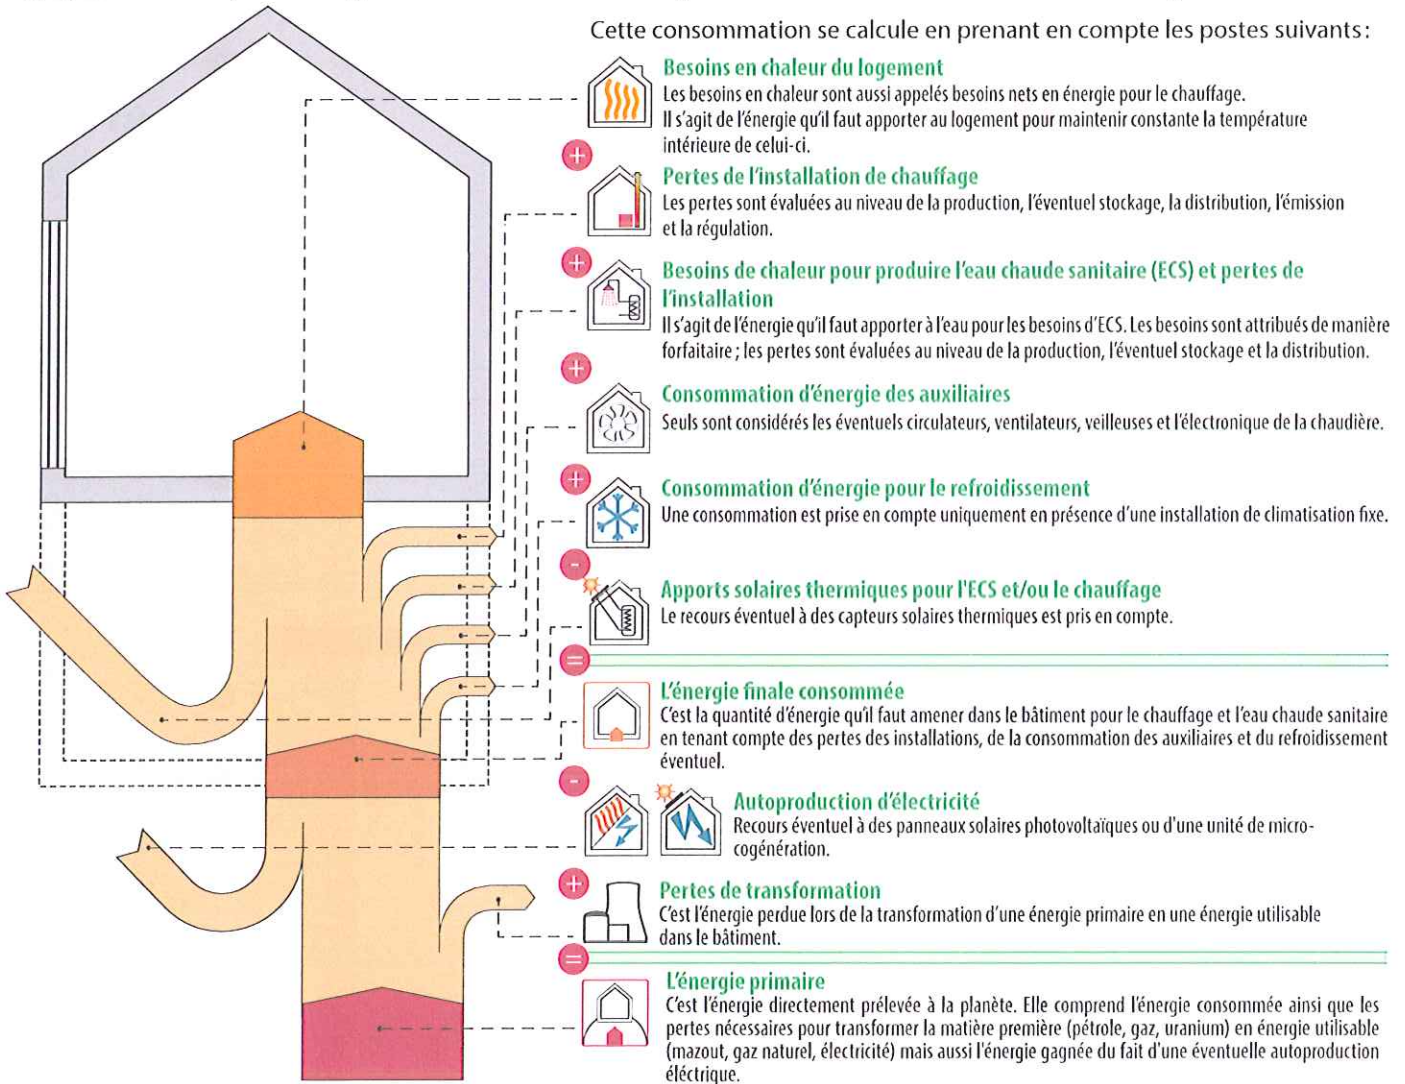 Cette consommation se calcule en prenant en compte les postes suivants :
Besoins en chaleur du logement
Les besoins en chaleur sont aussi appelés besoins nets en énergie pour le chauffage.
Il s'agit de l'énergie qu'il faut apporter au logement pour maintenir constante la température
intérieure de celui-ci.
+
Pertes de l'installation de chauffage
Les pertes sont évaluées au niveau de la production, l'éventuel stockage, la distribution, l'émission
et la régulation.
+
Besoins de chaleur pour produire l'eau chaude sanitaire (ECS) et pertes de
l'installation
Il s'agit de l'énergie qu'il faut apporter à l'eau pour les besoins d'ECS. Les besoins sont attribués de manière
forfaitaire ; les pertes sont évaluées au niveau de la production, l'éventuel stockage et la distribution.
+
Consommation d'énergie des auxiliaires
Seuls sont considérés les éventuels circulateurs, ventilateurs, veilleuses et l'électronique de la chaudière.
+
Consommation d'énergie pour le refroidissement
Une consommation est prise en compte uniquement en présence d'une installation de climatisation fixe.
-
Apports solaires thermiques pour l'ECS et/ou le chauffage
Le recours éventuel à des capteurs solaires thermiques est pris en compte.
=
L'énergie finale consommée
C'est la quantité d'énergie qu'il faut amener dans le bâtiment pour le chauffage et l'eau chaude sanitaire
en tenant compte des pertes des installations, de la consommation des auxiliaires et du refroidissement
éventuel.
-
Autoproduction d'électricité
Recours éventuel à des panneaux solaires photovoltaïques ou d'une unité de micro-
cogénération.
+
Pertes de transformation
C'est l'énergie perdue lors de la transformation d'une énergie primaire en une énergie utilisable
dans le bâtiment.
=
L'énergie primaire
C'est l'énergie directement prélevée à la planète. Elle comprend l'énergie consommée ainsi que les
pertes nécessaires pour transformer la matière première (pétrole, gaz, uranium) en énergie utilisable
(mazout, gaz naturel, électricité) mais aussi l'énergie gagnée du fait d'une éventuelle autoproduction
éléctrique.